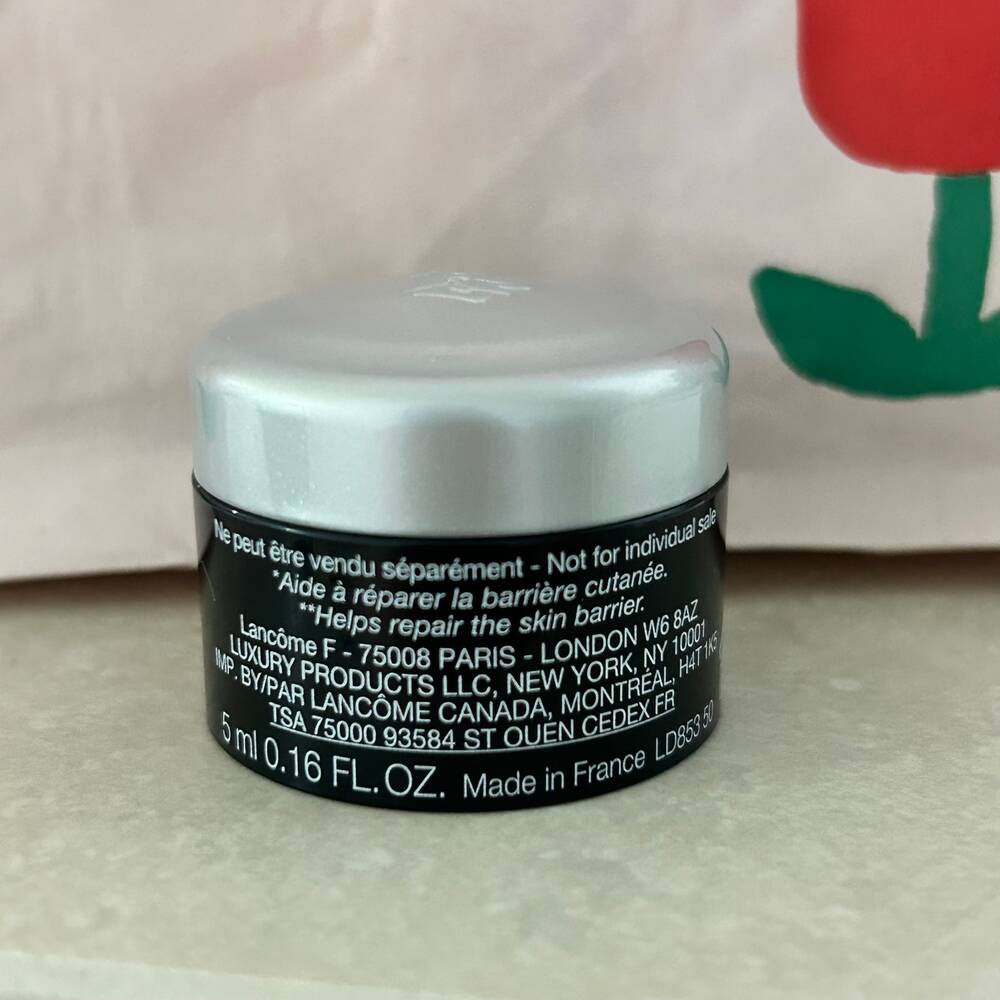 Ne peut être vendu séparément - Not for individual sale
*Aide à réparer la barrière cutanée.
**Helps repair the skin barrier.
Lancôme F - 75008 PARIS - LONDON W6 8AZ
LUXURY PRODUCTS LLC, NEW YORK, NY 10001
IMP. BY/PAR LANCÔME CANADA, MONTRÉAL, H4T 1K5
TSA 75000 93584 ST OUEN CEDEX FR
5 ml 0.16 FL. OZ. Made in France LD853 50